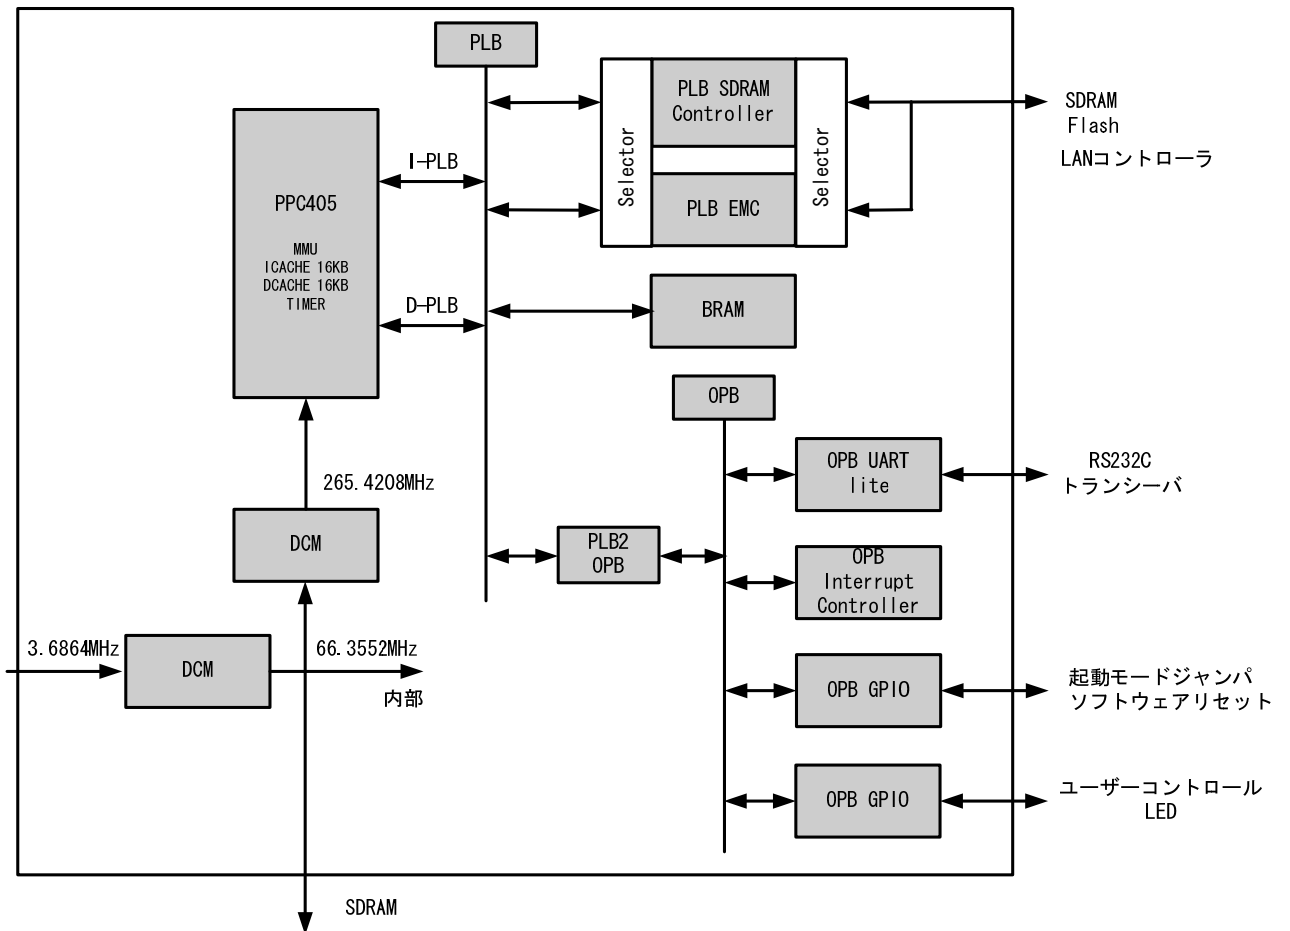 PLB
PLB SDRAM
Controller
Selector
Selector
PLB EMC
SDRAM
Flash
LANコントローラ
I-PLB
PPC405
MMU
ICACHE 16KB
DCACHE 16KB
TIMER
D-PLB
BRAM
OPB
OPB UART
lite
RS232C
トランシーバ
265.4208MHz
DCM
PLB2
OPB
OPB
Interrupt
Controller
3.6864MHz
DCM
66.3552MHz
内部
OPB GPIO
起動モードジャンパ
ソフトウェアリセット
OPB GPIO
ユーザーコントロール
LED
SDRAM